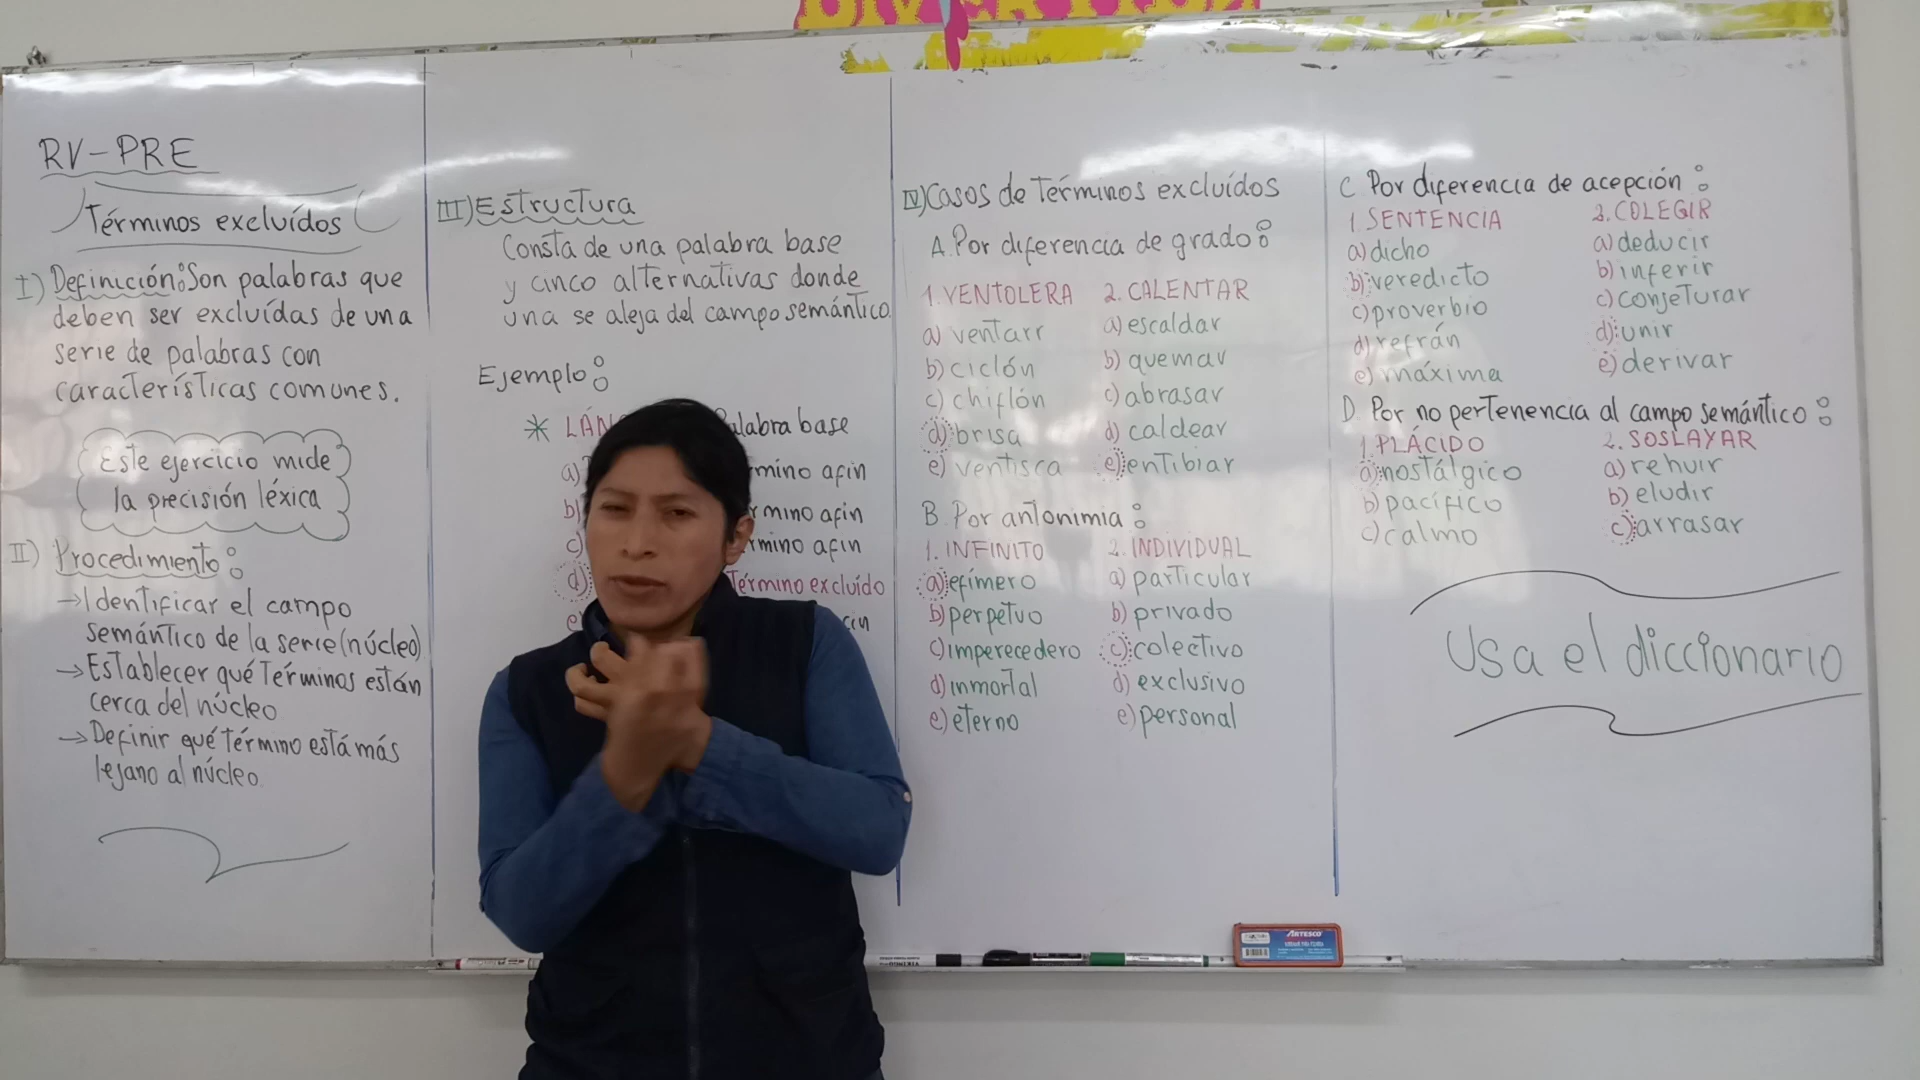 RV-PRE
Términos excluídos
I) Definición: Son palabras que
deben ser excluídas de una
serie de palabras con
características comunes.
Este ejercicio mide
la precisión léxica
II) Procedimiento:
→ Identificar el campo
semántico de la serie (núcleo)
→ Establecer qué términos están
cerca del núcleo
→ Definir qué término está más
lejano al núcleo.
III) Estructura
Consta de una palabra base
y cinco alternativas donde
una se aleja del campo semántico.
Ejemplo:
* palabra base
a) afin
b) afin
c) afin
d) Término excluído
e)
IV) Casos de términos excluídos
A. Por diferencia de grado:
1. VENTOLERA
a) ventarr
b) ciclón
c) chiflón
d) brisa
e) ventisca
2. CALENTAR
a) escaldar
b) quemar
c) abrasar
d) caldear
e) entibiar
B. Por antonimia:
1. INFINITO
a) efímero
b) perpetuo
c) imperecedero
d) inmortal
e) eterno
2. INDIVIDUAL
a) particular
b) privado
c) colectivo
d) exclusivo
e) personal
C. Por diferencia de acepción:
1. SENTENCIA
a) dicho
b) veredicto
c) proverbio
d) refrán
e) máxima
2. COLEGIR
a) deducir
b) inferir
c) conjeturar
d) unir
e) derivar
D. Por no pertenencia al campo semántico:
1. PLÁCIDO
a) nostálgico
b) pacífico
c) calmo
2. SOSLAYAR
a) rehuir
b) eludir
c) arrasar
Usa el diccionario
ARTESCO